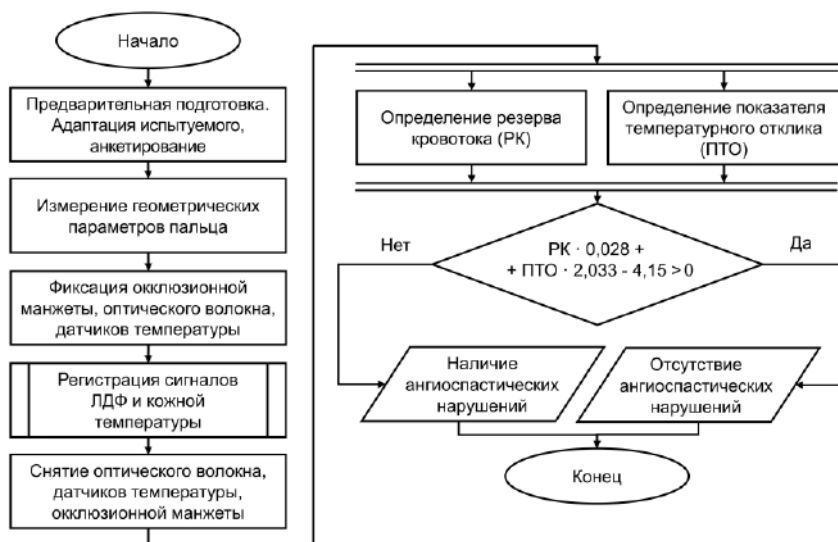 Начало
Предварительная подготовка.
Адаптация испытуемого,
анкетирование
Измерение геометрических
параметров пальца
Фиксация окклюзионной
манжеты, оптического волокна,
датчиков температуры
Регистрация сигналов
ЛДФ и кожной
температуры
Снятие оптического волокна,
датчиков температуры,
окклюзионной манжеты
Определение резерва
кровотока (РК)
Определение показателя
температурного отклика
(ПТО)
Нет
РК · 0,028 +
+ ПТО · 2,033 - 4,15 > 0
Да
Наличие
ангиоспастических
нарушений
Отсутствие
ангиоспастических
нарушений
Конец